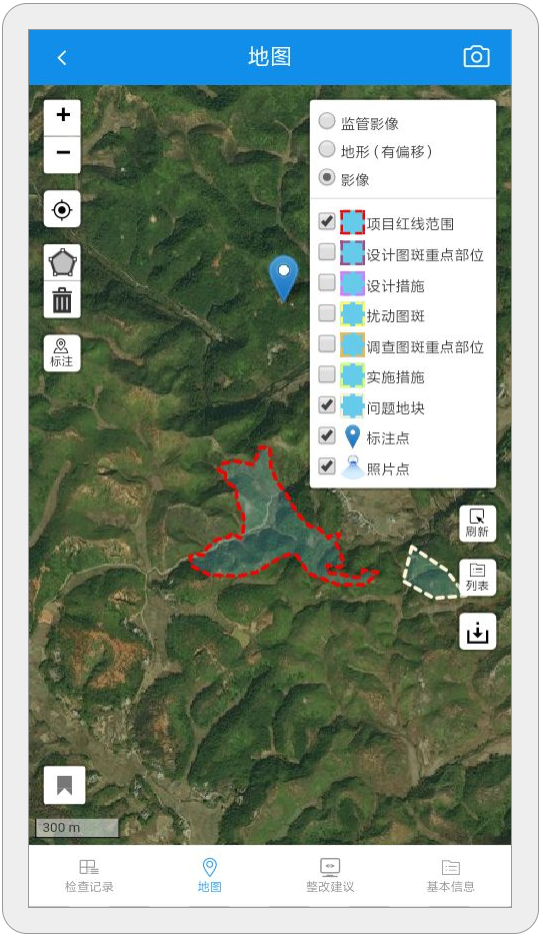 地图
+
−
监管影像
地形(有偏移)
影像
项目红线范围
设计图斑重点部位
设计措施
扰动图斑
调查图斑重点部位
实施措施
问题地块
标注点
照片点
标注
刷新
列表
300 m
检查记录
地图
整改建议
基本信息